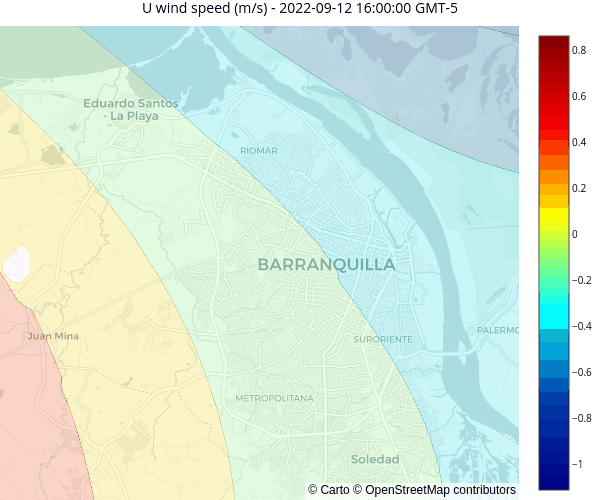 U wind speed (m/s) - 2022-09-12 16:00:00 GMT-5
0.8
0.6
0.4
0.2
0
−0.2
−0.4
−0.6
−0.8
−1
Eduardo Santos
- La Playa
RIOMAR
BARRANQUILLA
PALERMO
Juan Mina
SURORIENTE
METROPOLITANA
Soledad
© Carto © OpenStreetMap contributors